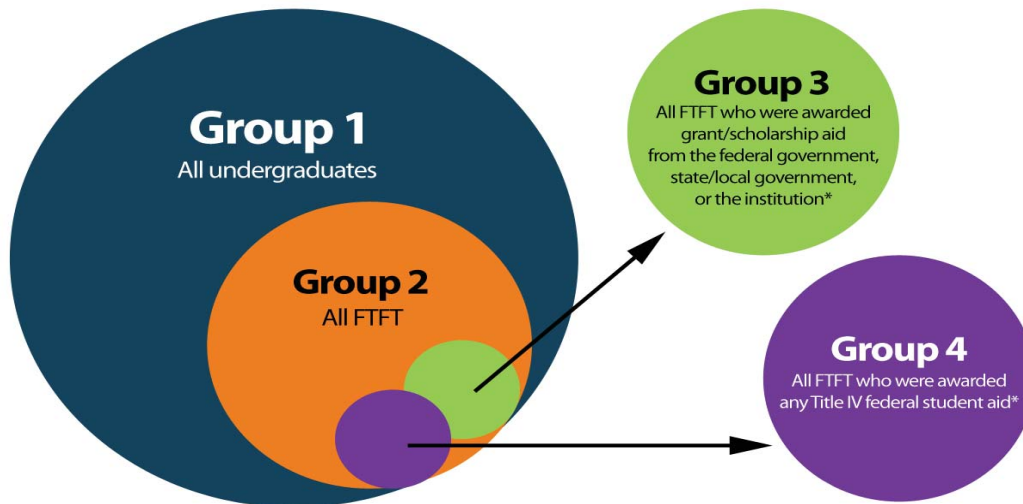 Group 1
All undergraduates
Group 2
All FTFT
Group 3
All FTFT who were awarded
grant/scholarship aid
from the federal government,
state/local government,
or the institution*
Group 4
All FTFT who were awarded
any Title IV federal student aid*